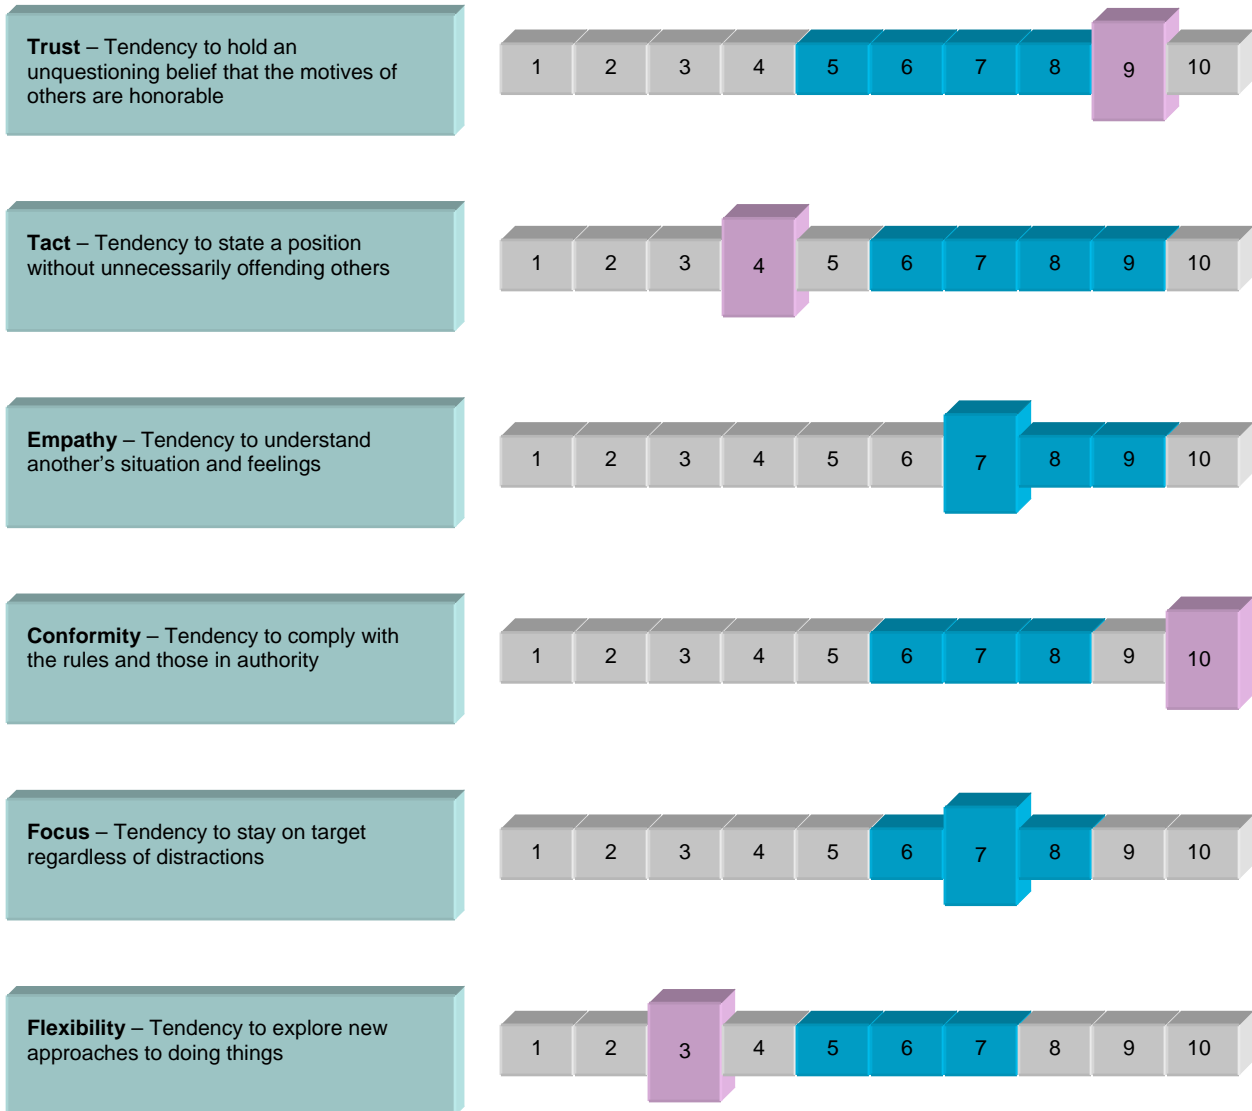 Trust – Tendency to hold an
unquestioning belief that the motives of
others are honorable
1 2 3 4 5 6 7 8 9 10
Tact – Tendency to state a position
without unnecessarily offending others
1 2 3 4 5 6 7 8 9 10
Empathy – Tendency to understand
another’s situation and feelings
1 2 3 4 5 6 7 8 9 10
Conformity – Tendency to comply with
the rules and those in authority
1 2 3 4 5 6 7 8 9 10
Focus – Tendency to stay on target
regardless of distractions
1 2 3 4 5 6 7 8 9 10
Flexibility – Tendency to explore new
approaches to doing things
1 2 3 4 5 6 7 8 9 10